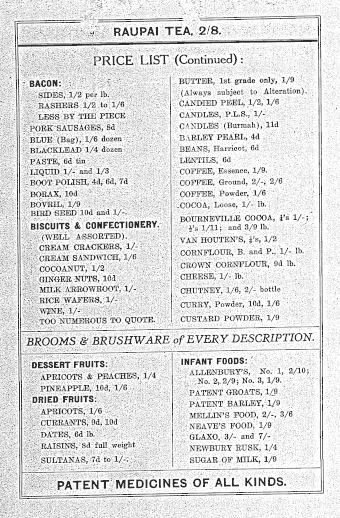 RAUPAI TEA, 2/8.
PRICE LIST (Continued) :
BACON:
SIDES, 1/2 per lb.
RASHERS 1/2 to 1/6
LESS BY THE PIECE
PORK SAUSAGES, 8d
BLUE (Bag), 1/6 dozen
BLACKLEAD 1/4 dozen
PASTE, 6d tin
LIQUID 1/- and 1/3
BOOT POLISH, 4d, 6d, 7d
BORAX, 10d
BOVRIL, 1/9
BIRD SEED 10d and 1/-.
BISCUITS & CONFECTIONERY.
(WELL ASSORTED).
CREAM CRACKERS, 1/-
CREAM SANDWICH, 1/6
COCOANUT, 1/2
GINGER NUTS, 10d
MILK ARROWROOT, 1/-
RICE WAFERS, 1/-
WINE, 1/-
TOO NUMEROUS TO QUOTE.
BUTTER, 1st grade only, 1/9
(Always subject to Alteration).
CANDIED PEEL, 1/2, 1/6
CANDLES, P.L.S., 1/-
CANDLES (Burmah), 11d
BARLEY PEARL, 4d
BEANS, Harricot, 6d
LENTILS, 6d
COFFEE, Essence, 1/9.
COFFEE, Ground, 2/-, 2/6
COFFEE, Powder, 1/6
COCOA, Loose, 1/- lb.
BOURNEVILLE COCOA, ¼'s 1/-;
½'s 1/11; and 3/9 lb.
VAN HOUTEN'S, ¼'s, 1/2
CORNFLOUR, B. and P., 1/- lb.
CROWN CORNFLOUR, 9d lb.
CHEESE, 1/- lb.
CHUTNEY, 1/6, 2/- bottle
CURRY, Powder, 10d, 1/6
CUSTARD POWDER, 1/9
BROOMS & BRUSHWARE of EVERY DESCRIPTION.
DESSERT FRUITS:
APRICOTS & PEACHES, 1/4
PINEAPPLE, 10d, 1/6
DRIED FRUITS:
APRICOTS, 1/6
CURRANTS, 9d, 10d
DATES, 6d lb.
RAISINS, 8d full weight
SULTANAS, 7d to 1/-.
INFANT FOODS:
ALLENBURY'S, No. 1, 2/10;
No. 2, 2/9; No. 3, 1/9.
PATENT GROATS, 1/9
PATENT BARLEY, 1/9
MELLIN'S FOOD, 2/-, 3/6
NEAVE'S FOOD, 1/9
GLAXO, 3/- and 7/-
NEWBURY RUSK, 1/4
SUGAR OF MILK, 1/9
PATENT MEDICINES OF ALL KINDS.